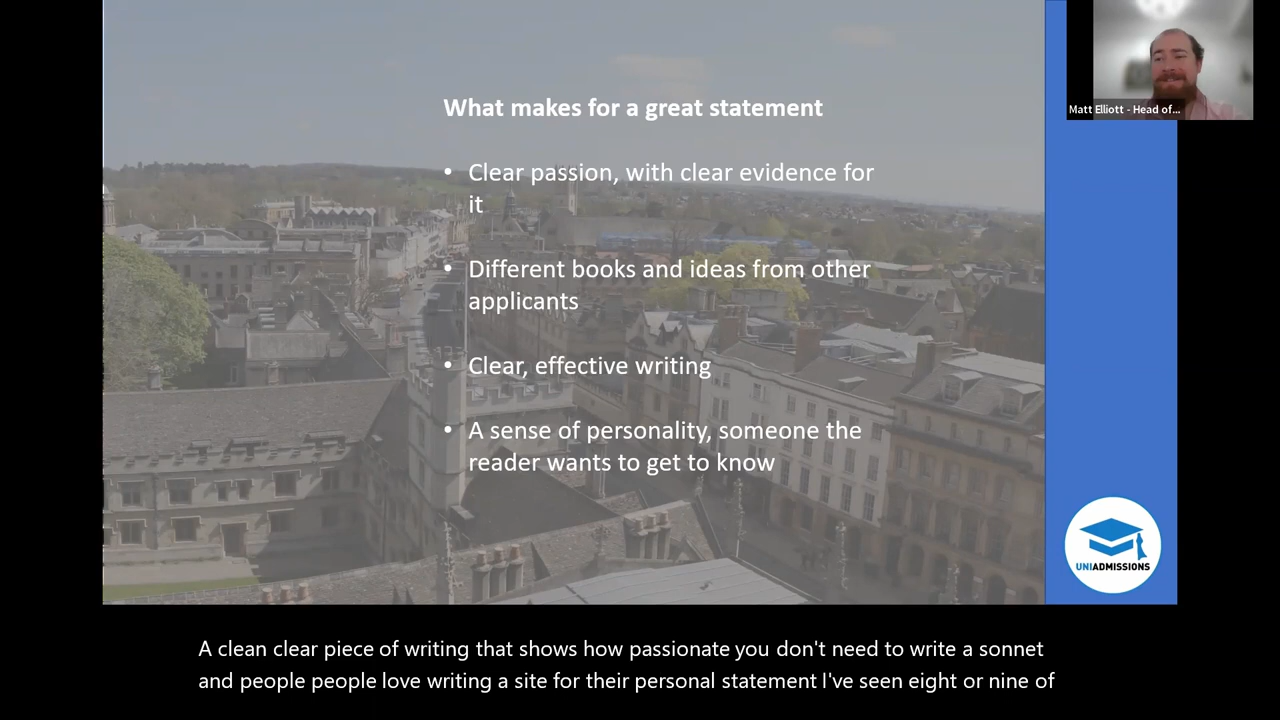 What makes for a great statement
• Clear passion, with clear evidence for
it
• Different books and ideas from other
applicants
• Clear, effective writing
• A sense of personality, someone the
reader wants to get to know
Matt Elliott - Head of...
UNIADMISSIONS
A clean clear piece of writing that shows how passionate you don't need to write a sonnet
and people people love writing a site for their personal statement I've seen eight or nine of